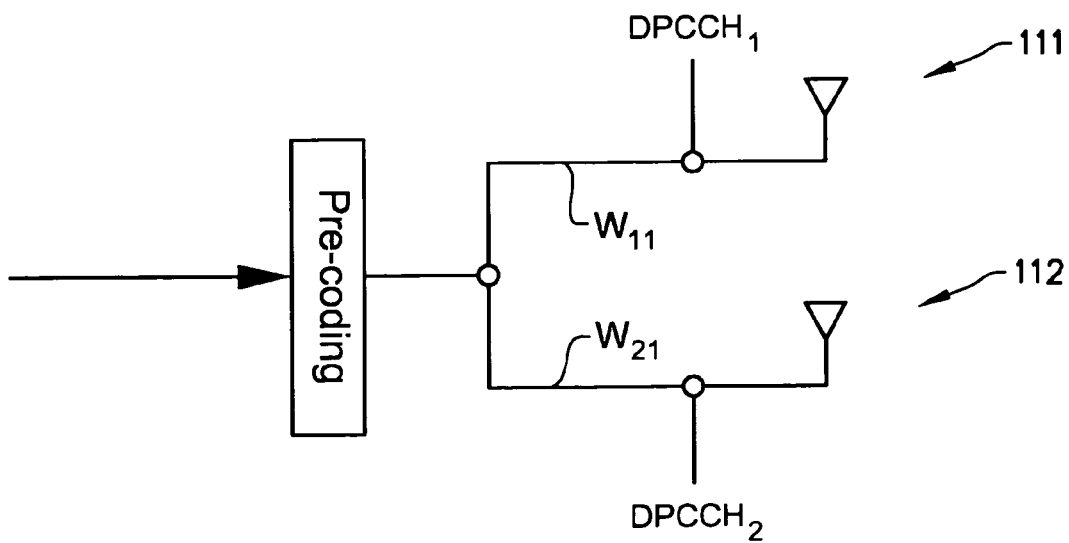 DPCCH₁
111
Pre-coding
W₁₁
112
W₂₁
DPCCH₂